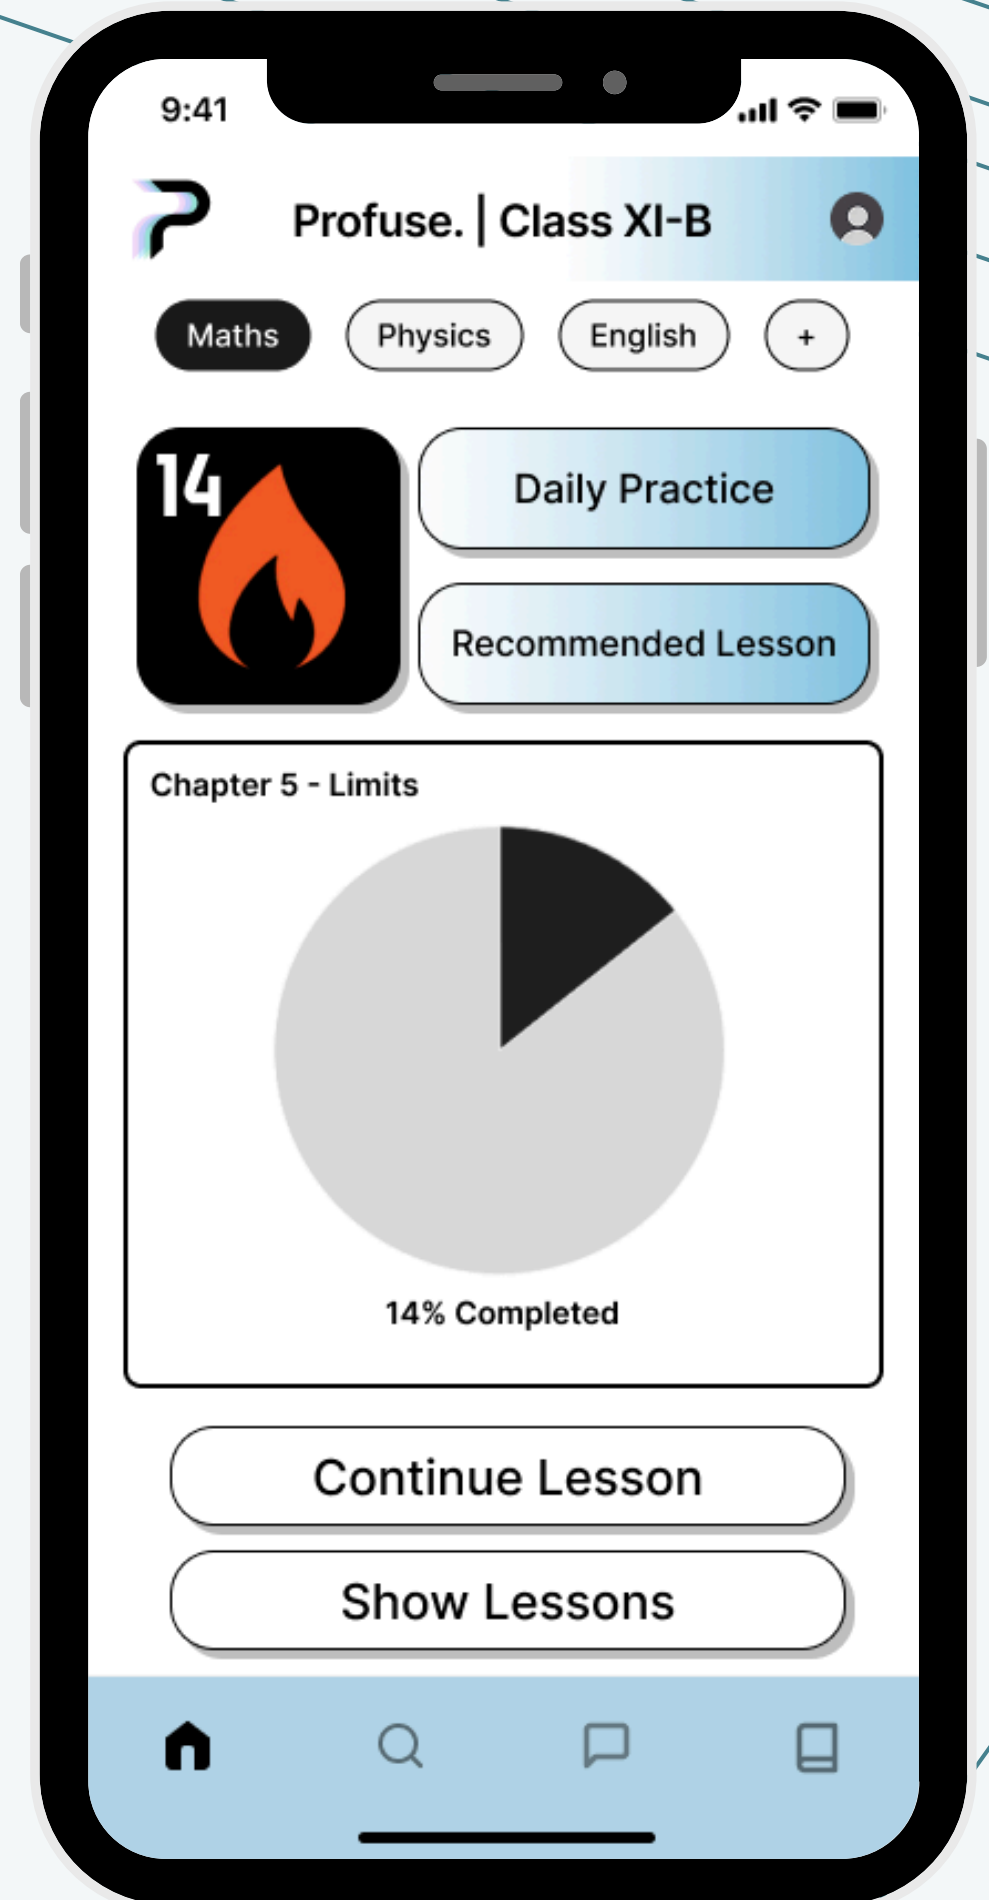 9:41
Profuse. | Class XI-B
Maths Physics English +
14
Daily Practice
Recommended Lesson
Chapter 5 - Limits
14% Completed
Continue Lesson
Show Lessons